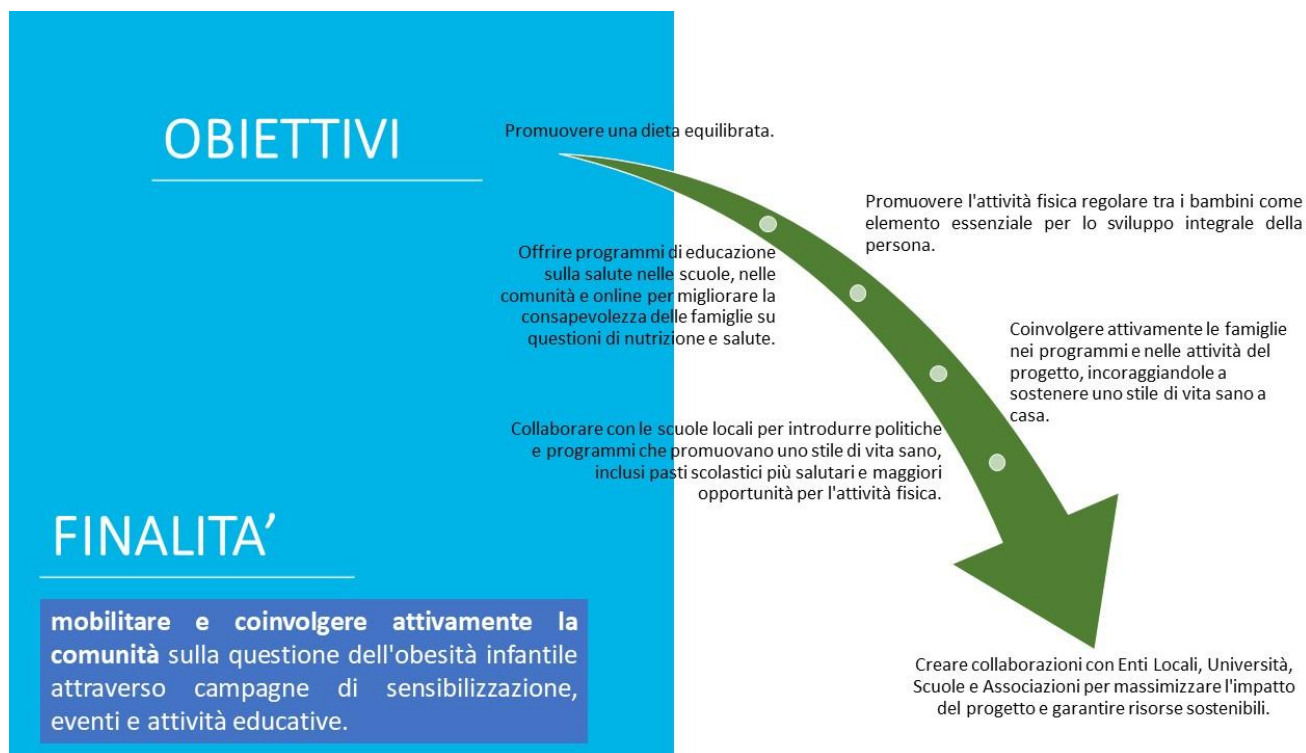 OBIETTIVI
Promuovere una dieta equilibrata.
Promuovere l'attività fisica regolare tra i bambini come
elemento essenziale per lo sviluppo integrale della
persona.
Offrire programmi di educazione
sulla salute nelle scuole, nelle
comunità e online per migliorare la
consapevolezza delle famiglie su
questioni di nutrizione e salute.
Coinvolgere attivamente le famiglie
nei programmi e nelle attività del
progetto, incoraggiandole a
sostenere uno stile di vita sano a
casa.
Collaborare con le scuole locali per introdurre politiche
e programmi che promuovano uno stile di vita sano,
inclusi pasti scolastici più salutari e maggiori
opportunità per l'attività fisica.
FINALITA’
mobilitare e coinvolgere attivamente la
comunità sulla questione dell'obesità infantile
attraverso campagne di sensibilizzazione,
eventi e attività educative.
Creare collaborazioni con Enti Locali, Università,
Scuole e Associazioni per massimizzare l'impatto
del progetto e garantire risorse sostenibili.